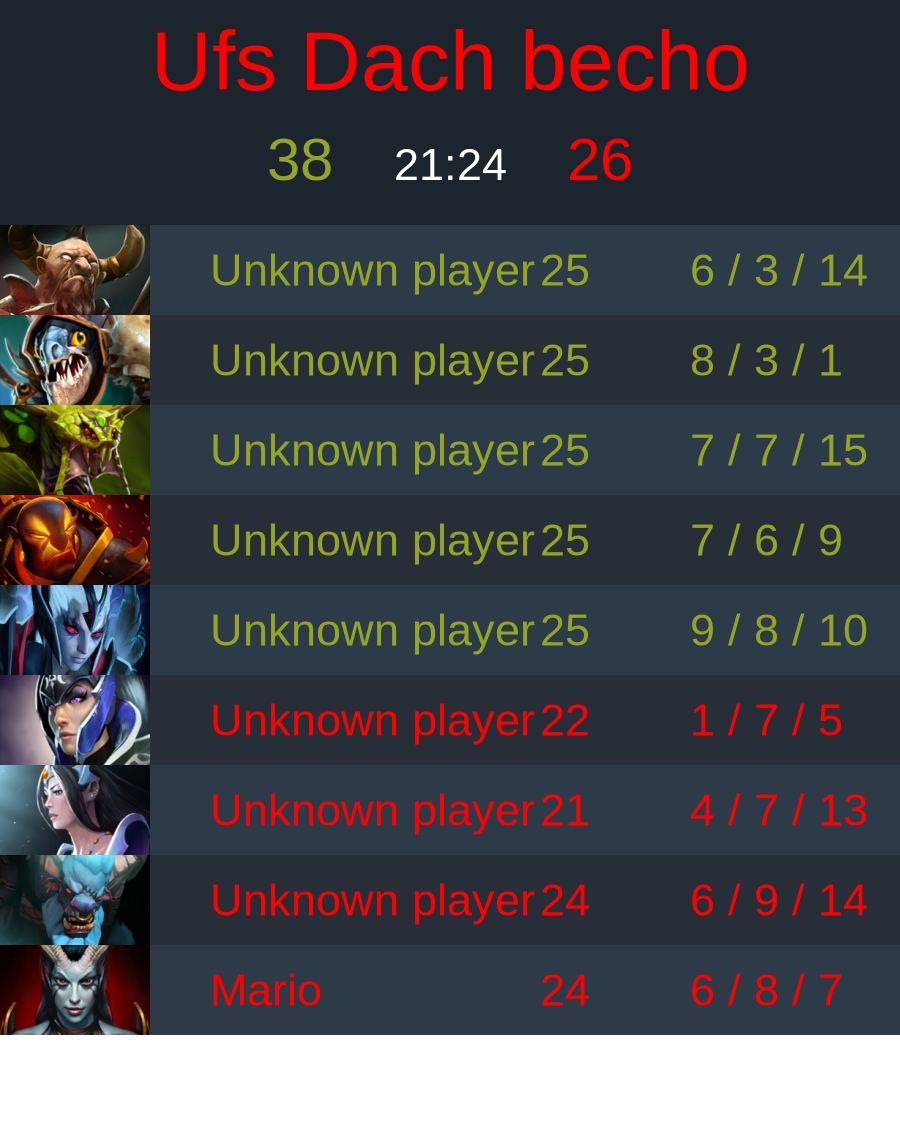 Ufs Dach becho
38 21:24 26
Unknown player 25 6 / 3 / 14
Unknown player 25 8 / 3 / 1
Unknown player 25 7 / 7 / 15
Unknown player 25 7 / 6 / 9
Unknown player 25 9 / 8 / 10
Unknown player 22 1 / 7 / 5
Unknown player 21 4 / 7 / 13
Unknown player 24 6 / 9 / 14
Mario 24 6 / 8 / 7